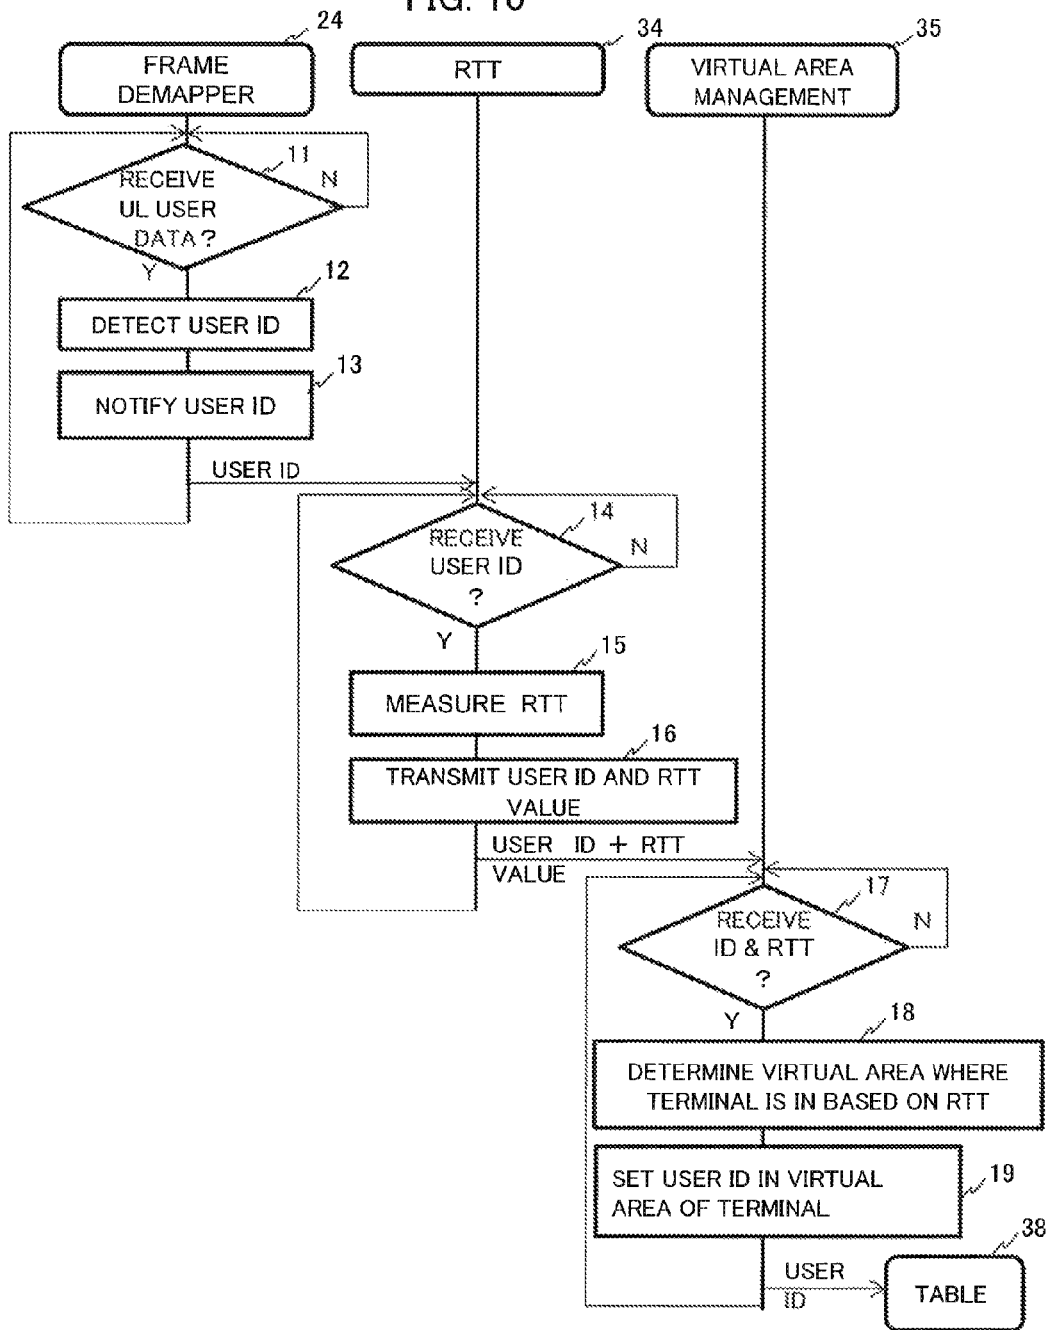 24
34
35
FRAME
DEMAPPER
RTT
VIRTUAL AREA
MANAGEMENT
11
RECEIVE
UL USER
DATA ?
N
Y
12
DETECT USER ID
13
NOTIFY USER ID
USER ID
14
RECEIVE
USER ID
?
N
Y
15
MEASURE RTT
16
TRANSMIT USER ID AND RTT
VALUE
USER ID + RTT
VALUE
17
RECEIVE
ID & RTT
?
N
Y
18
DETERMINE VIRTUAL AREA WHERE
TERMINAL IS IN BASED ON RTT
SET USER ID IN VIRTUAL
AREA OF TERMINAL
19
38
USER
ID
TABLE